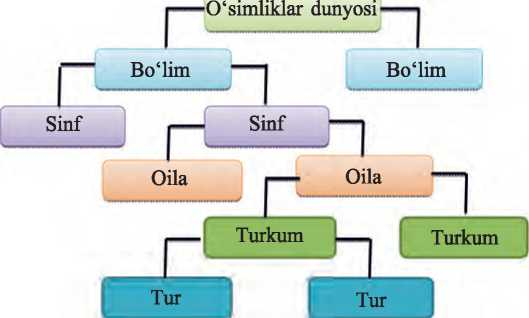 O‘simliklar dunyosi
Bo‘lim
Bo‘lim
Sinf
Sinf
Oila
Oila
Turkum
Turkum
Tur
Tur